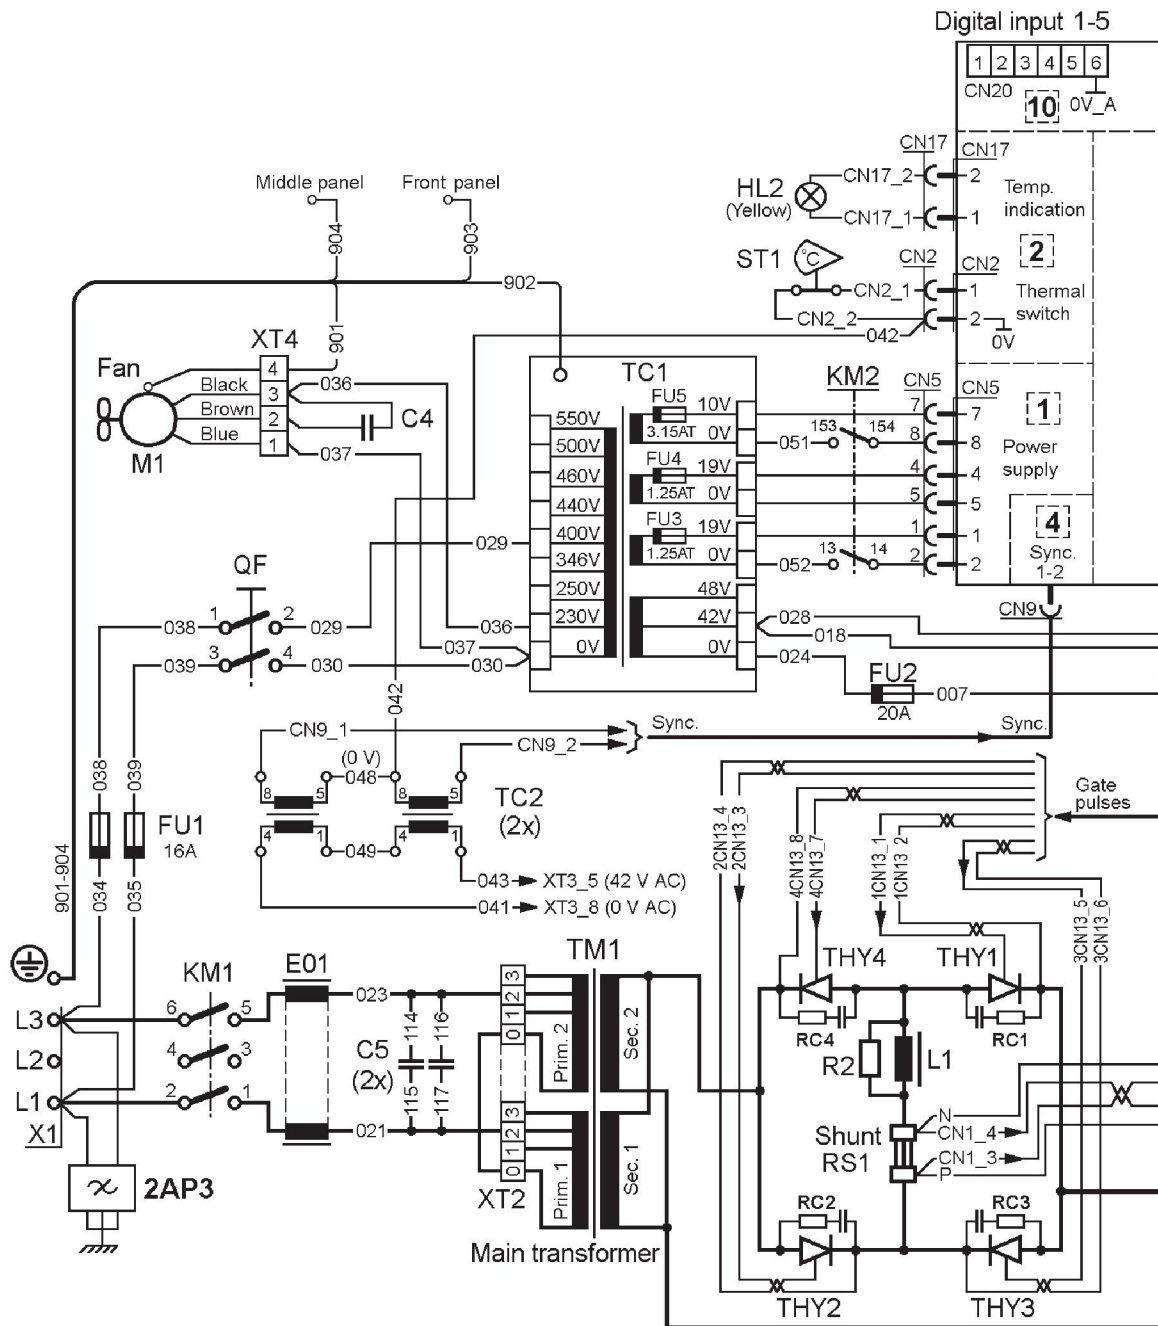 Digital input 1-5
1 2 3 4 5 6
CN20
10
0V_A
CN17
CN17
Middle panel
Front panel
HL2
(Yellow)
CN17_2
2
CN17_1
1
Temp.
indication
2
904
903
902
ST1
°C
CN2
CN2
CN2_1
1
CN2_2
2
042
0V
Thermal
switch
XT4
901
Fan
4
Black
3
036
Brown
2
C4
Blue
1
037
M1
TC1
550V
500V
460V
440V
400V
346V
250V
230V
0V
FU5
10V
3.15AT
0V
FU4
19V
1.25AT
0V
FU3
19V
1.25AT
0V
48V
42V
0V
KM2
CN5
CN5
7
7
051
153
154
8
8
4
4
5
5
1
1
052
13
14
2
2
1
Power
supply
4
Sync.
1-2
CN9
029
QF
038
1
2
029
039
3
4
030
036
037
030
028
018
024
FU2
20A
007
042
CN9_1
CN9_2
Sync.
Sync.
(0 V)
048
8
5
8
5
TC2
(2x)
4
1
4
1
049
043
XT3_5 (42 V AC)
041
XT3_8 (0 V AC)
038
039
FU1
16A
901-904
034
035
2CN13_4
2CN13_3
4CN13_8
4CN13_7
1CN13_1
1CN13_2
3CN13_5
3CN13_6
Gate
pulses
KM1
E01
TM1
L3
6
5
023
L2
4
3
L1
2
1
021
X1
C5
(2x)
114
116
115
117
3
2
1
0
3
2
1
0
XT2
Prim. 2
Sec. 2
Prim. 1
Sec. 1
2AP3
Main transformer
THY4
THY1
RC4
RC1
R2
L1
N
CN1_4
Shunt
RS1
CN1_3
P
RC2
RC3
THY2
THY3